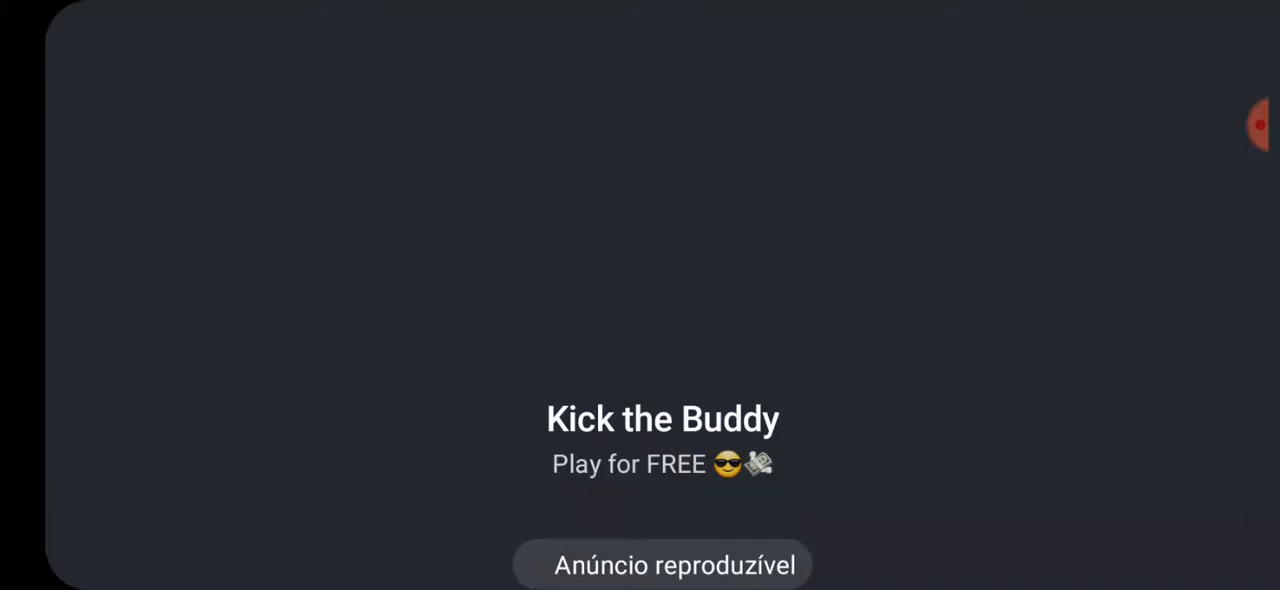 Kick the Buddy
Play for FREE 😎💸
Anúncio reproduzível